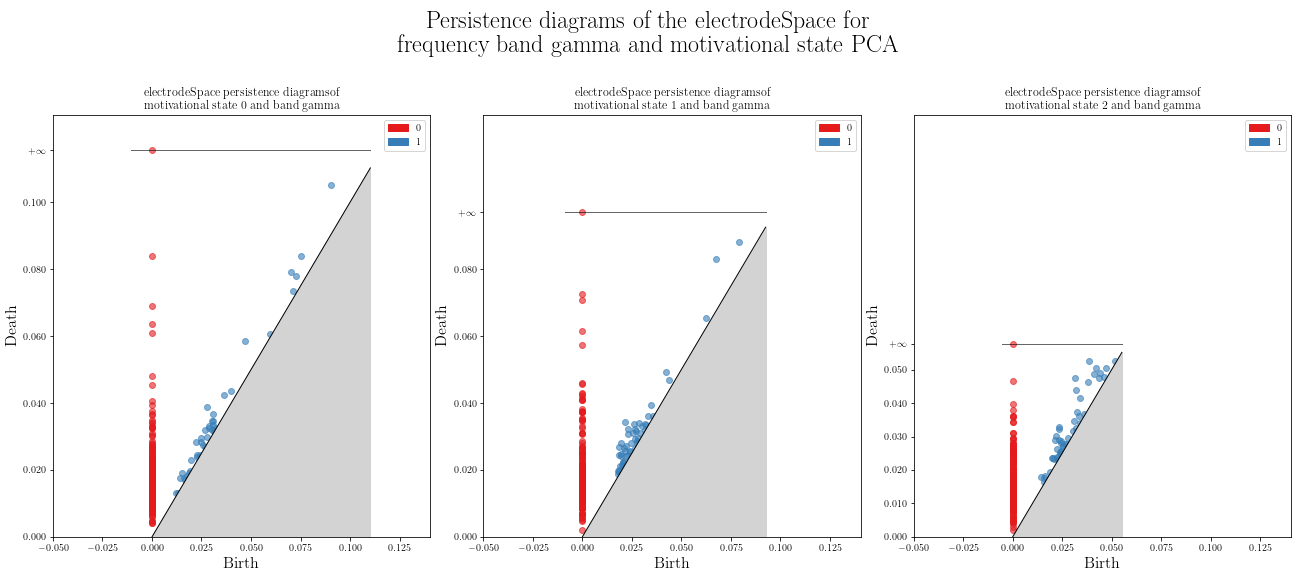 Persistence diagrams of the electrodeSpace for
frequency band gamma and motivational state PCA
electrodeSpace persistence diagramsof
motivational state 0 and band gamma
0
1
+∞
0.100
0.080
0.060
0.040
0.020
0.000
Death
−0.050 −0.025 0.000 0.025 0.050 0.075 0.100 0.125
Birth
electrodeSpace persistence diagramsof
motivational state 1 and band gamma
0
1
+∞
0.080
0.060
0.040
0.020
0.000
Death
−0.050 −0.025 0.000 0.025 0.050 0.075 0.100 0.125
Birth
electrodeSpace persistence diagramsof
motivational state 2 and band gamma
0
1
+∞
0.050
0.040
0.030
0.020
0.010
0.000
Death
−0.050 −0.025 0.000 0.025 0.050 0.075 0.100 0.125
Birth